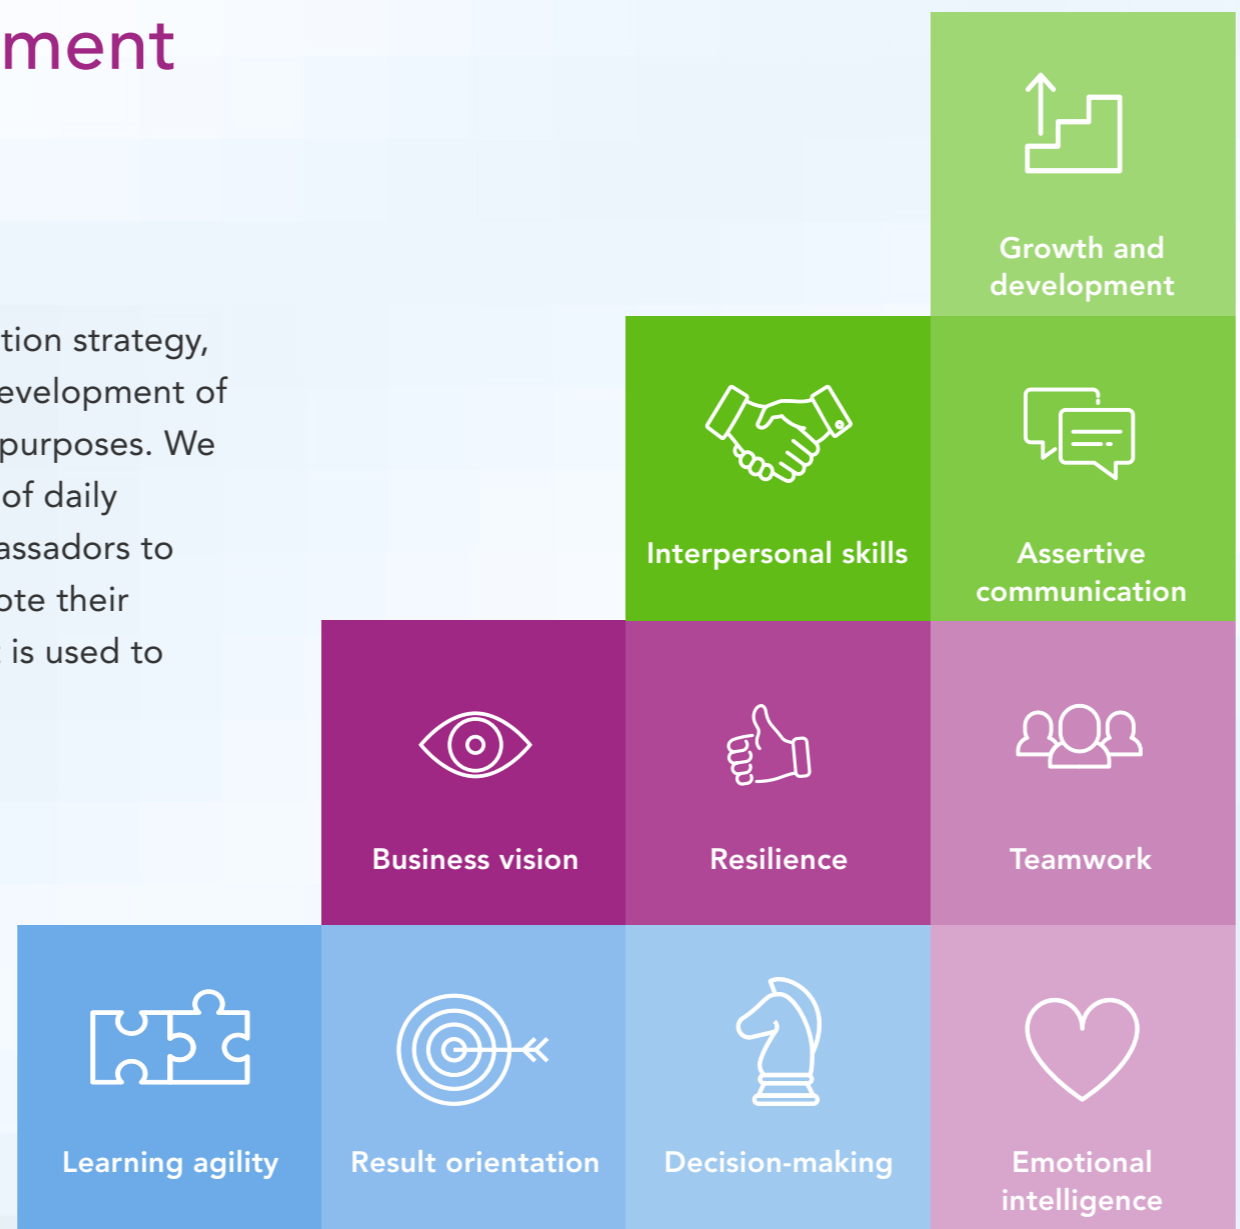 ment
tion strategy,
evelopment of
purposes. We
of daily
assadors to
ote their
is used to
Growth and
development
Interpersonal skills
Assertive
communication
Business vision
Resilience
Teamwork
Learning agility
Result orientation
Decision-making
Emotional
intelligence